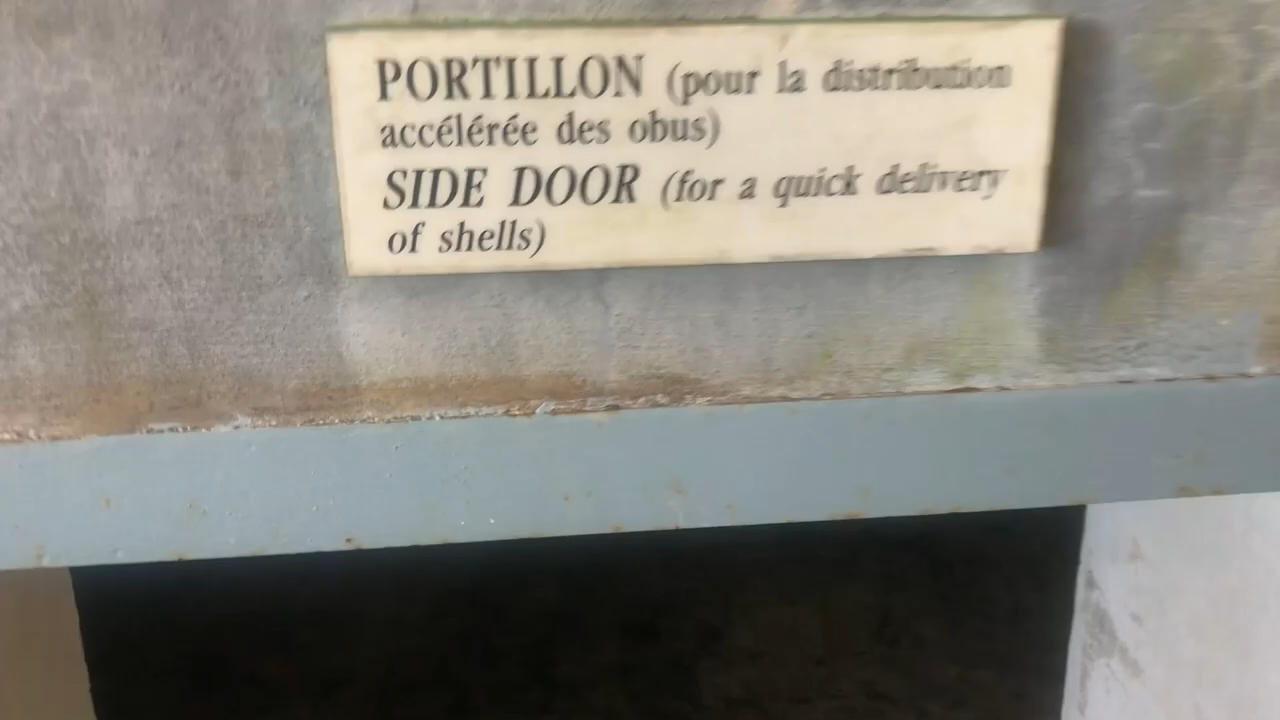 PORTILLON (pour la distribution
accélérée des obus)
SIDE DOOR (for a quick delivery
of shells)